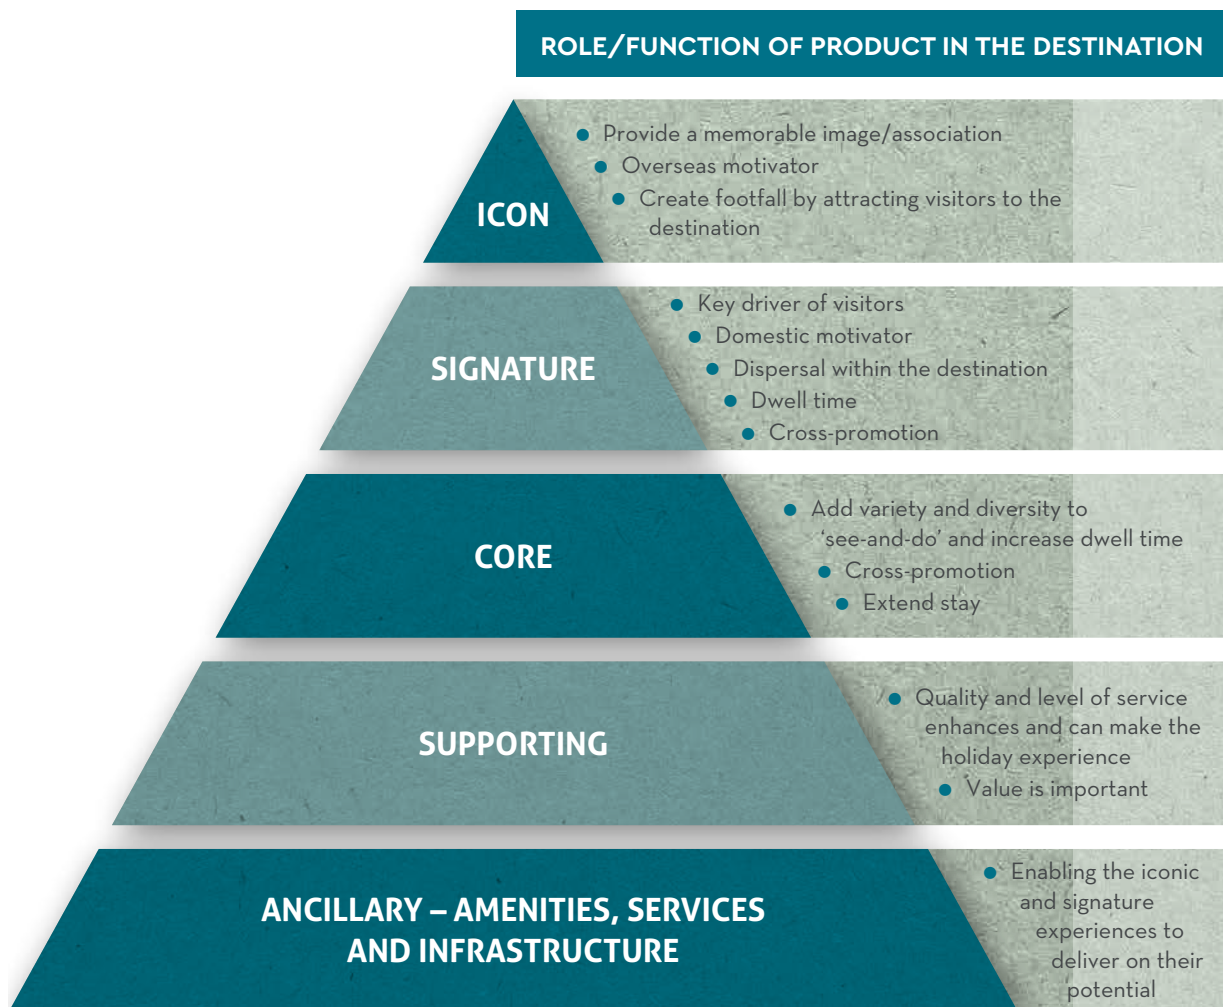 ROLE/FUNCTION OF PRODUCT IN THE DESTINATION
ICON
● Provide a memorable image/association
● Overseas motivator
● Create footfall by attracting visitors to the
destination
SIGNATURE
● Key driver of visitors
● Domestic motivator
● Dispersal within the destination
● Dwell time
● Cross-promotion
CORE
● Add variety and diversity to
‘see-and-do’ and increase dwell time
● Cross-promotion
● Extend stay
SUPPORTING
● Quality and level of service
enhances and can make the
holiday experience
● Value is important
ANCILLARY – AMENITIES, SERVICES
AND INFRASTRUCTURE
● Enabling the iconic
and signature
experiences to
deliver on their
potential